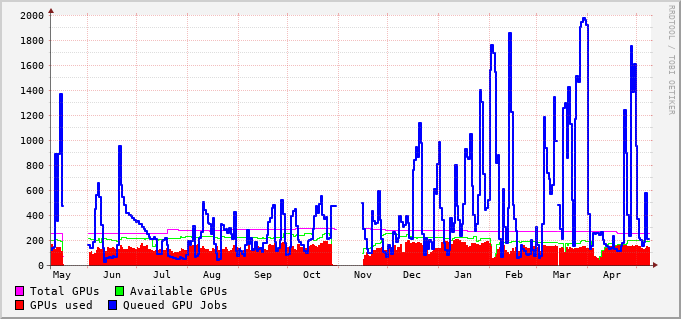 2000
1800
1600
1400
1200
1000
800
600
400
200
0
May Jun Jul Aug Sep Oct Nov Dec Jan Feb Mar Apr
Total GPUs Available GPUs
GPUs used Queued GPU Jobs
RRDTOOL / TOBI OETIKER